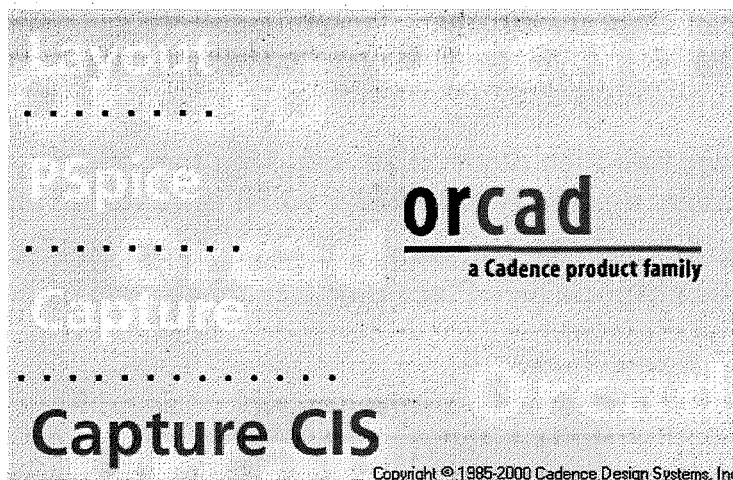 Layout
PSpice
orcad
a Cadence product family
Capture
Capture CIS
Copyright © 1985-2000 Cadence Design Systems, Inc